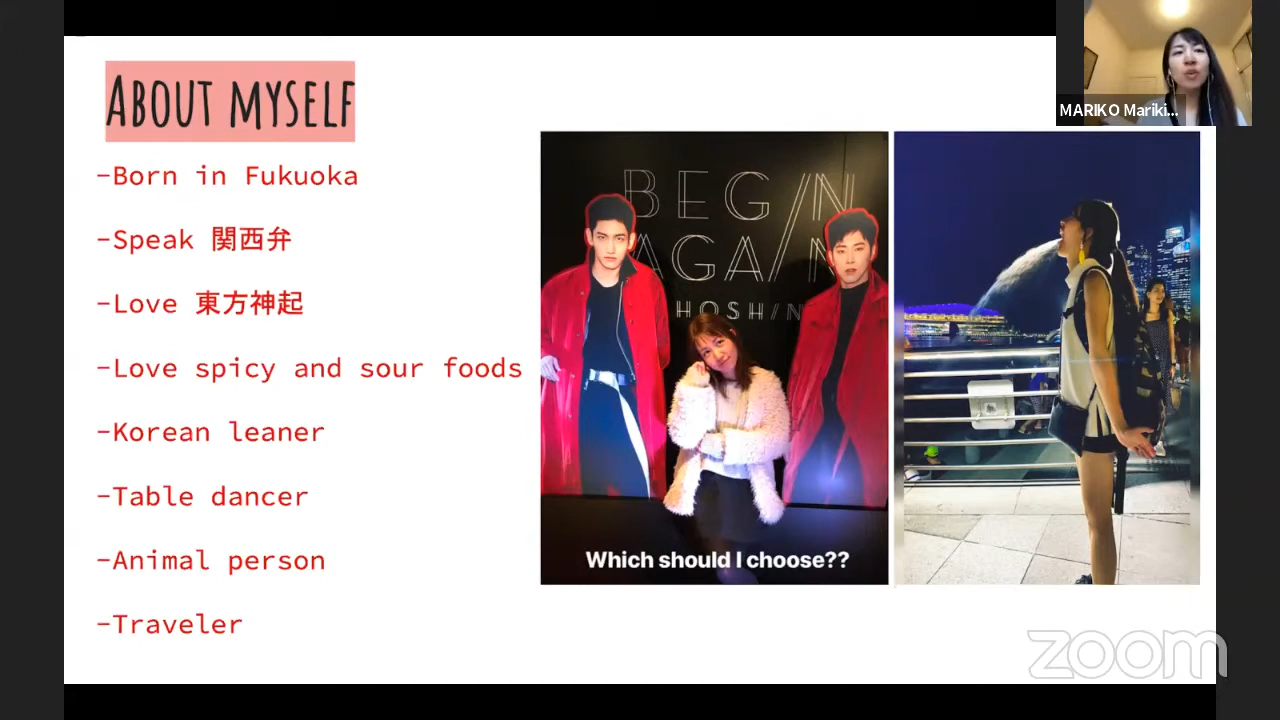 About myself
MARIKO Mariki...
-Born in Fukuoka
-Speak 関西弁
-Love 東方神起
-Love spicy and sour foods
-Korean leaner
-Table dancer
-Animal person
-Traveler
BEGIN
AGAIN
Which should I choose??
zoom